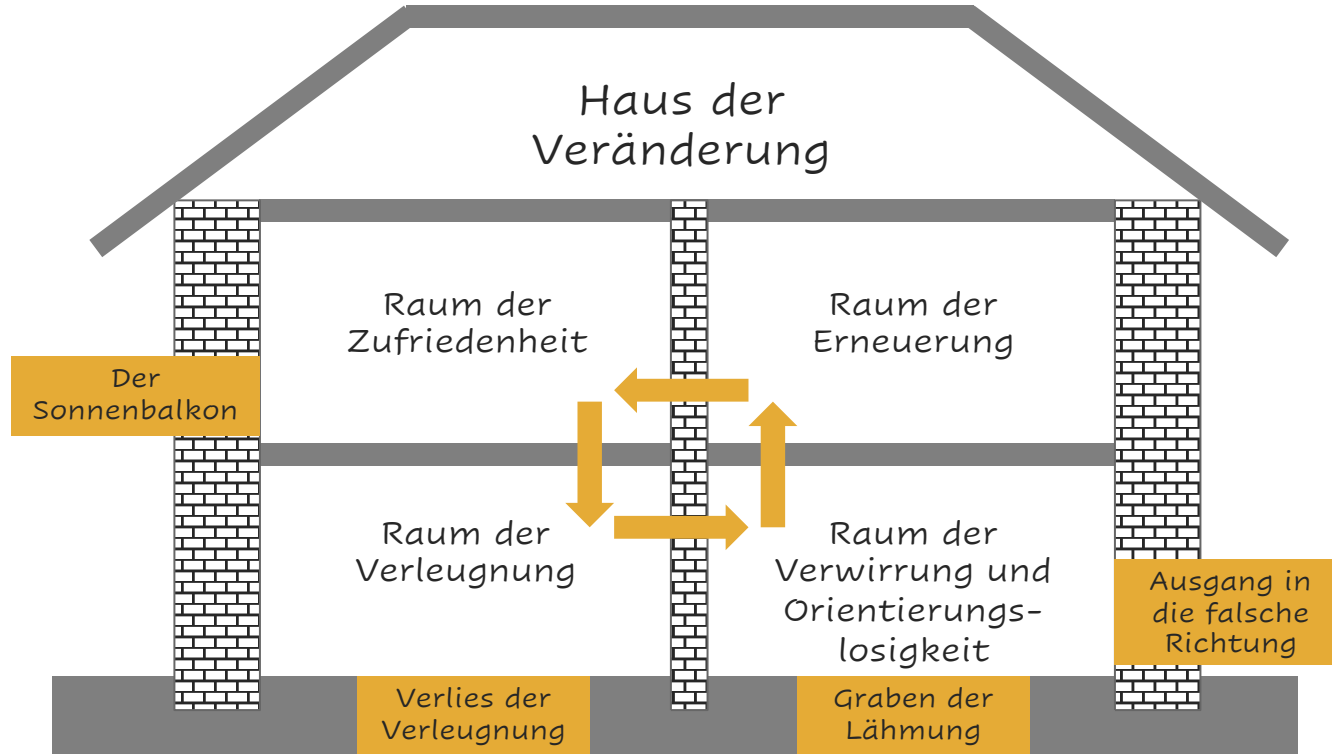 Haus der
Veränderung
Raum der
Zufriedenheit
Raum der
Erneuerung
Der
Sonnenbalkon
Raum der
Verleugnung
Raum der
Verwirrung und
Orientierungs-
losigkeit
Ausgang in
die falsche
Richtung
Verlies der
Verleugnung
Graben der
Lähmung